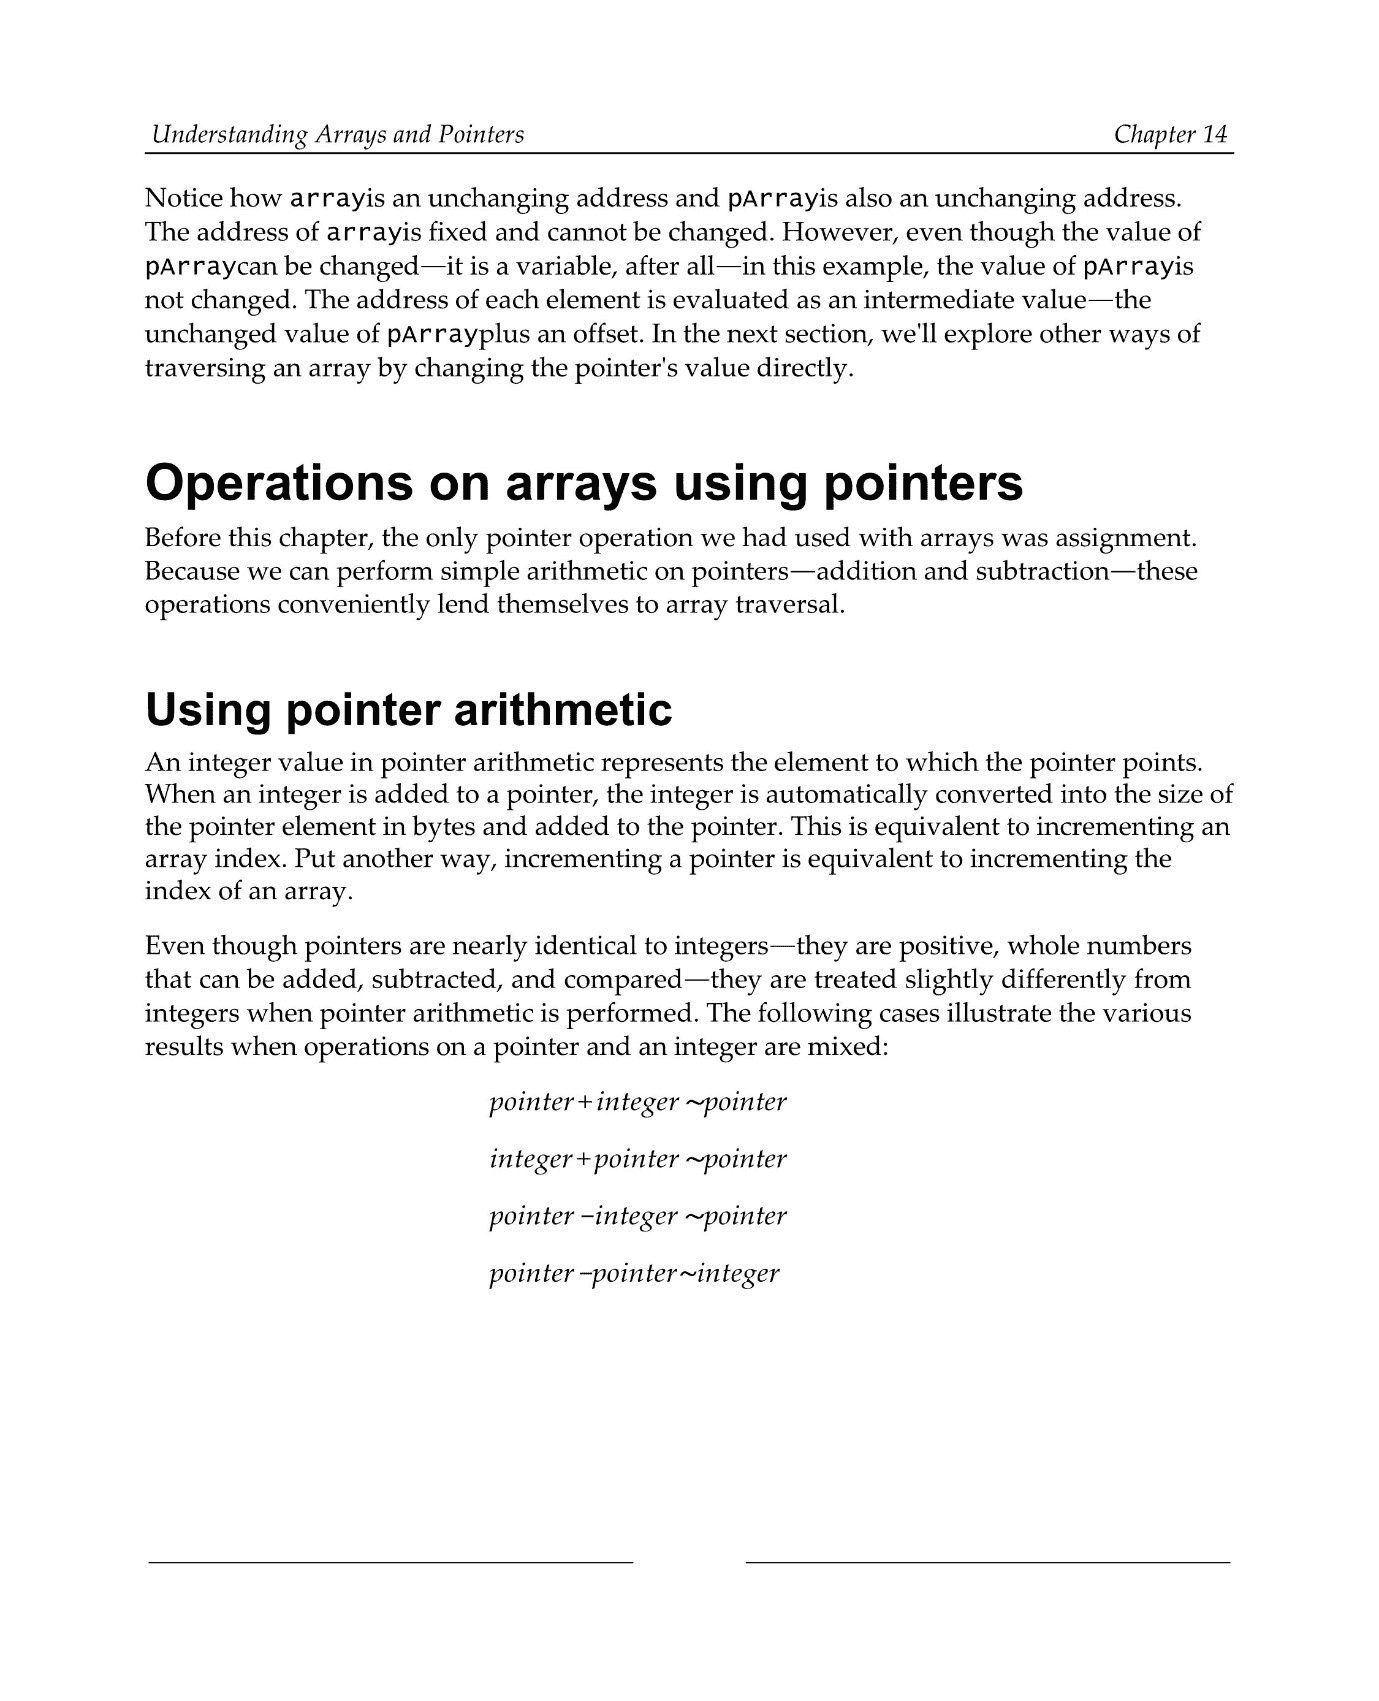 Understanding Arrays and Pointers Chapter 14
Notice how arrayis an unchanging address and pArrayis also an unchanging address.
The address of arrayis fixed and cannot be changed. However, even though the value of
pArraycan be changed—it is a variable, after all—in this example, the value of pArrayis
not changed. The address of each element is evaluated as an intermediate value—the
unchanged value of pArrayplus an offset. In the next section, we'll explore other ways of
traversing an array by changing the pointer's value directly.
Operations on arrays using pointers
Before this chapter, the only pointer operation we had used with arrays was assignment.
Because we can perform simple arithmetic on pointers—addition and subtraction—these
operations conveniently lend themselves to array traversal.
Using pointer arithmetic
An integer value in pointer arithmetic represents the element to which the pointer points.
When an integer is added to a pointer, the integer is automatically converted into the size of
the pointer element in bytes and added to the pointer. This is equivalent to incrementing an
array index. Put another way, incrementing a pointer is equivalent to incrementing the
index of an array.
Even though pointers are nearly identical to integers—they are positive, whole numbers
that can be added, subtracted, and compared—they are treated slightly differently from
integers when pointer arithmetic is performed. The following cases illustrate the various
results when operations on a pointer and an integer are mixed:
pointer+integer ~pointer
integer+pointer ~pointer
pointer –integer ~pointer
pointer –pointer~integer